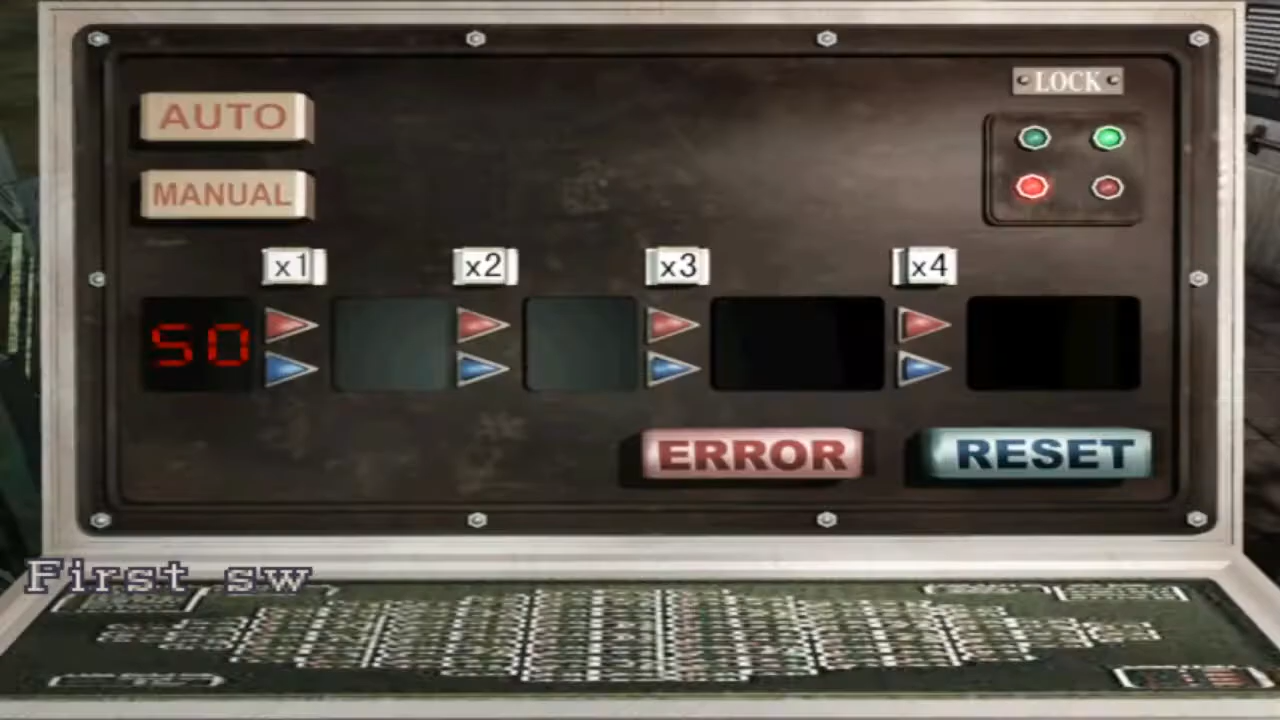 LOCK
AUTO
MANUAL
x1 x2 x3 x4
50
ERROR RESET
First sw